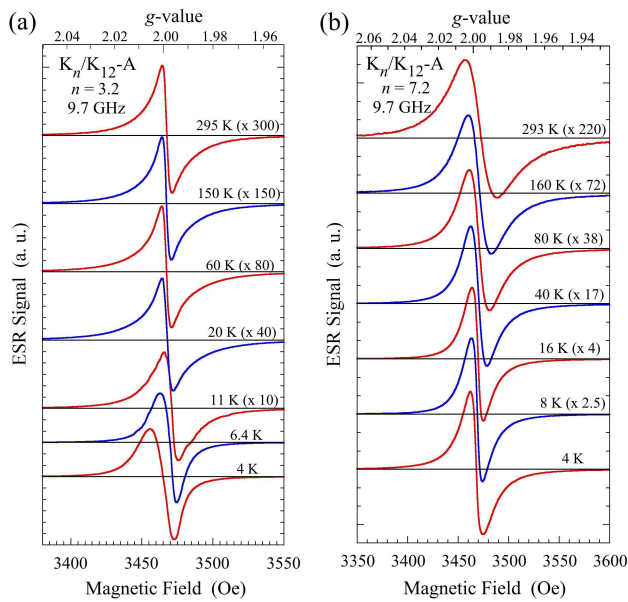 (a)
g-value
2.04 2.02 2.00 1.98 1.96
Kn/K12-A
n = 3.2
9.7 GHz
295 K (x 300)
150 K (x 150)
60 K (x 80)
20 K (x 40)
11 K (x 10)
6.4 K
4 K
ESR Signal (a. u.)
3400 3450 3500 3550
Magnetic Field (Oe)
(b)
g-value
2.06 2.04 2.02 2.00 1.98 1.96 1.94
Kn/K12-A
n = 7.2
9.7 GHz
293 K (x 220)
160 K (x 72)
80 K (x 38)
40 K (x 17)
16 K (x 4)
8 K (x 2.5)
4 K
ESR Signal (a. u.)
3350 3400 3450 3500 3550 3600
Magnetic Field (Oe)